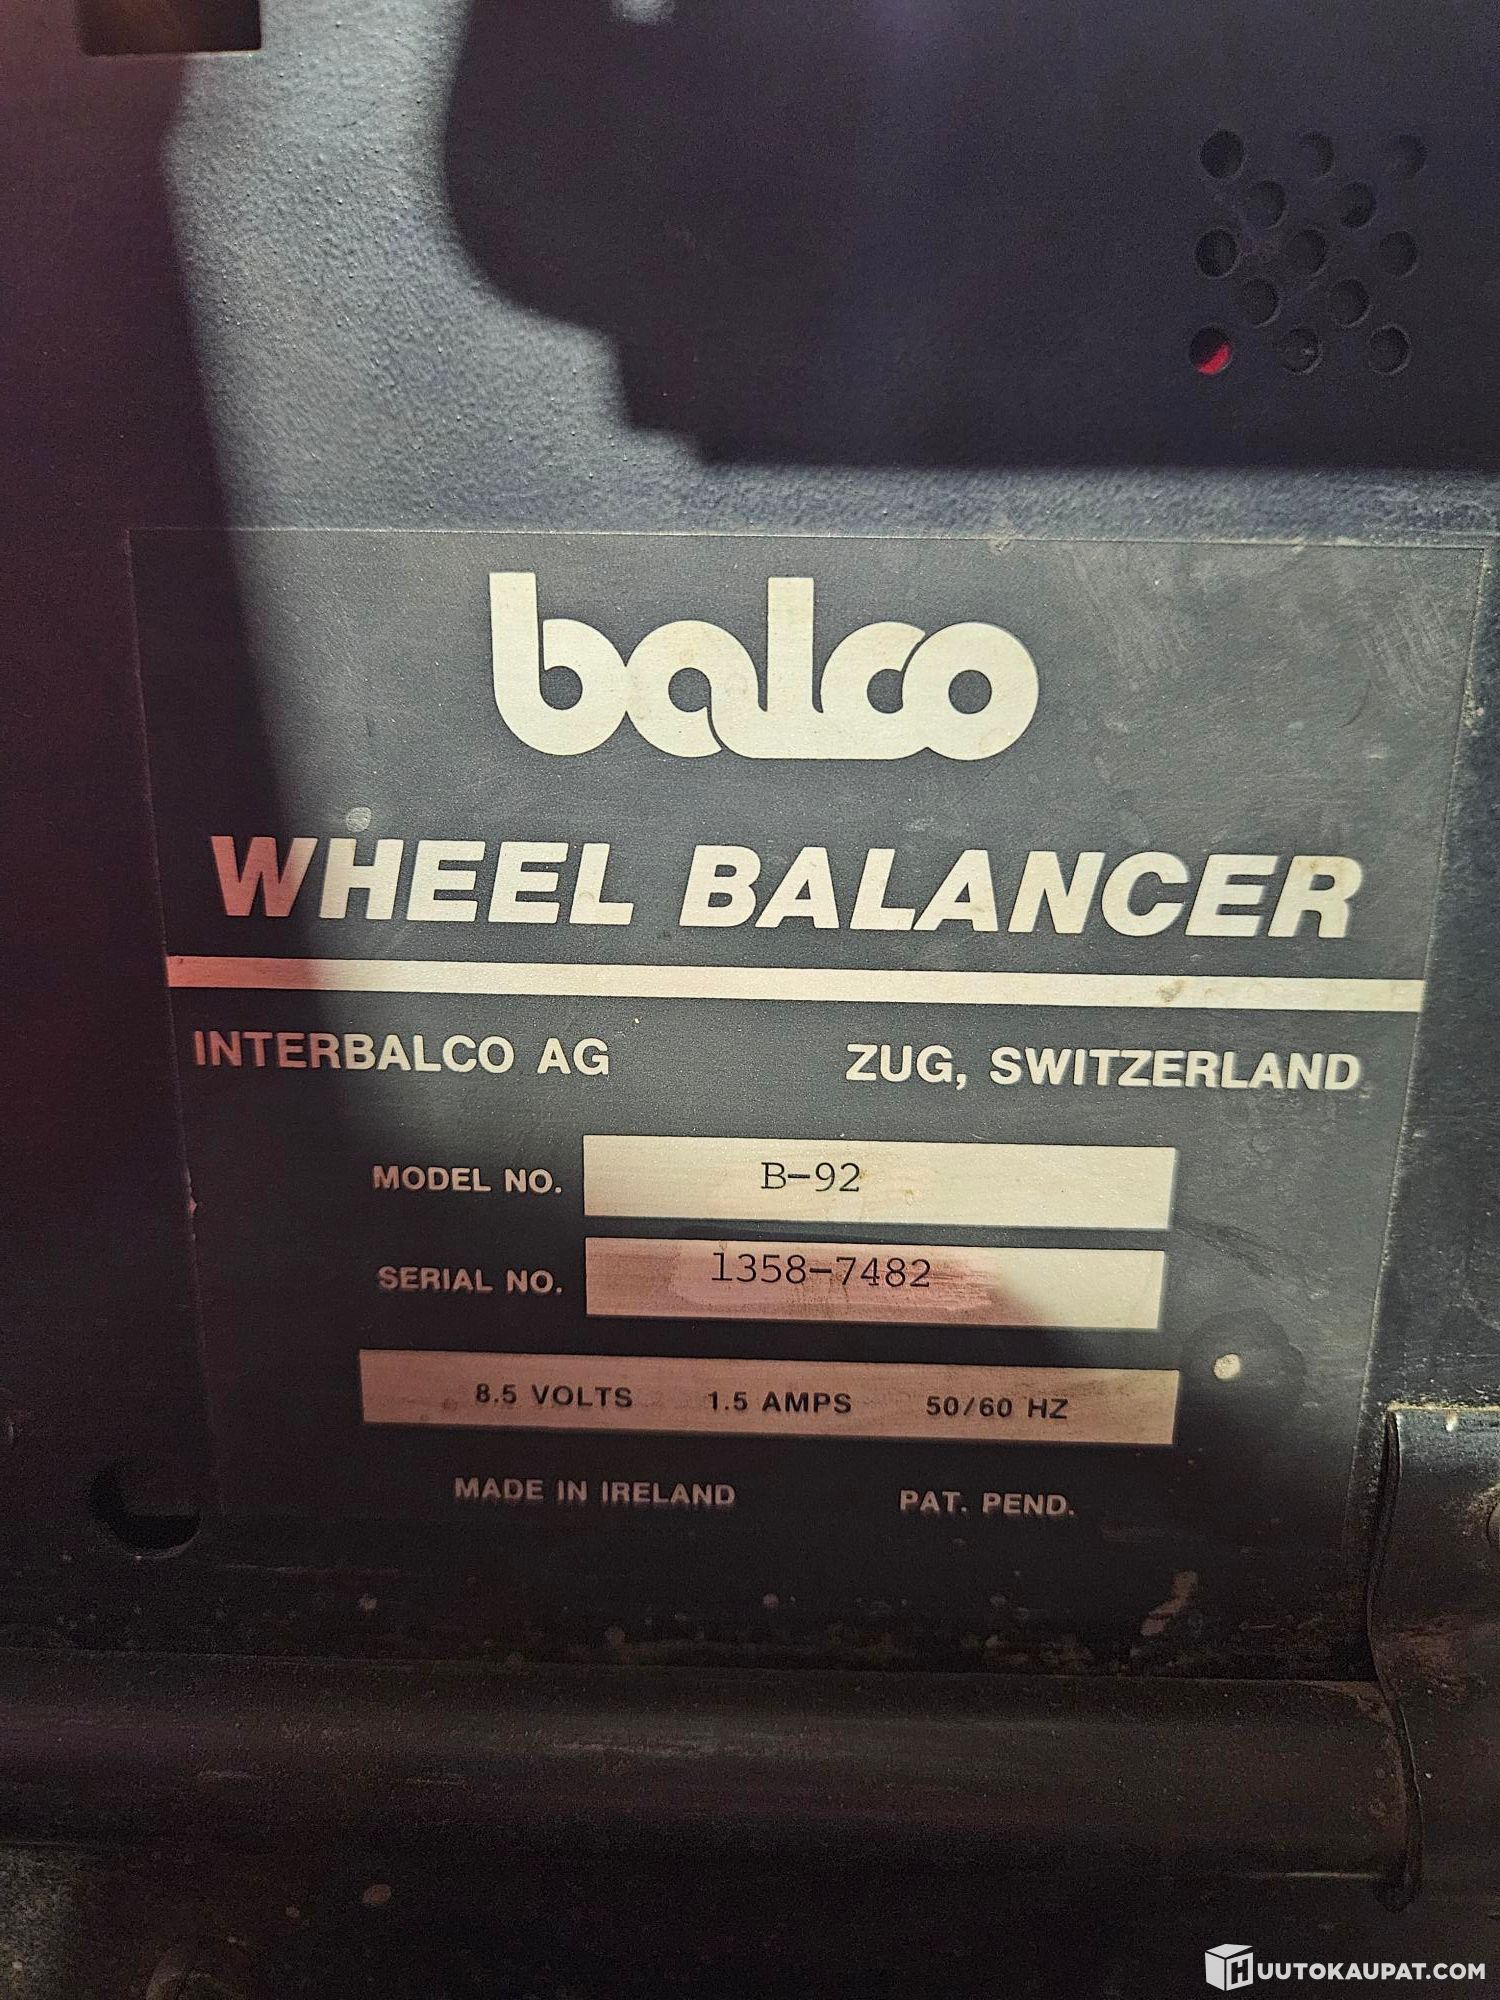 balco
WHEEL BALANCER
INTERBALCO AG ZUG, SWITZERLAND
MODEL NO. B-92
SERIAL NO. 1358-7482
8.5 VOLTS 1.5 AMPS 50/60 HZ
MADE IN IRELAND PAT. PEND.
HUUTOKAUPAT.COM